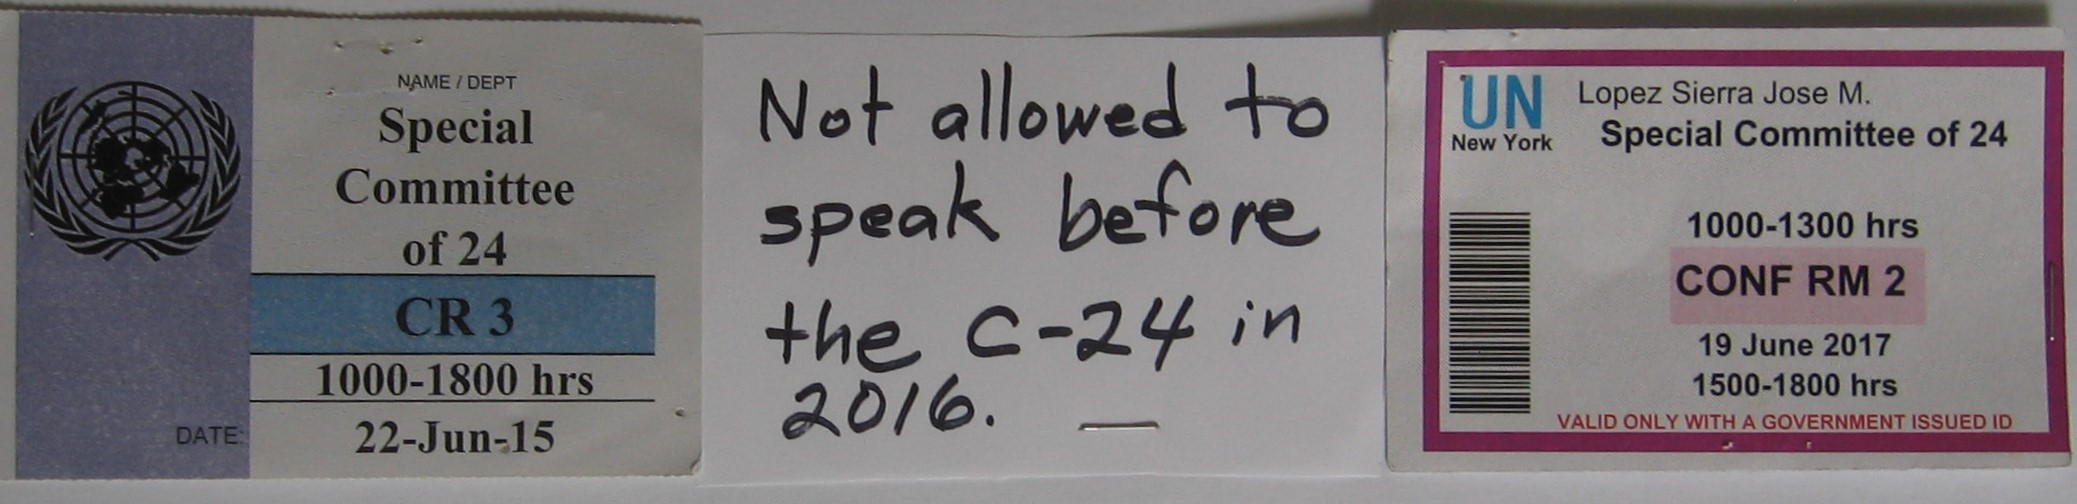 NAME / DEPT
Special
Committee
of 24
CR 3
1000-1800 hrs
DATE: 22-Jun-15
Not allowed to
speak before
the C-24 in
2016.
UN
New York
Lopez Sierra Jose M.
Special Committee of 24
1000-1300 hrs
CONF RM 2
19 June 2017
1500-1800 hrs
VALID ONLY WITH A GOVERNMENT ISSUED ID